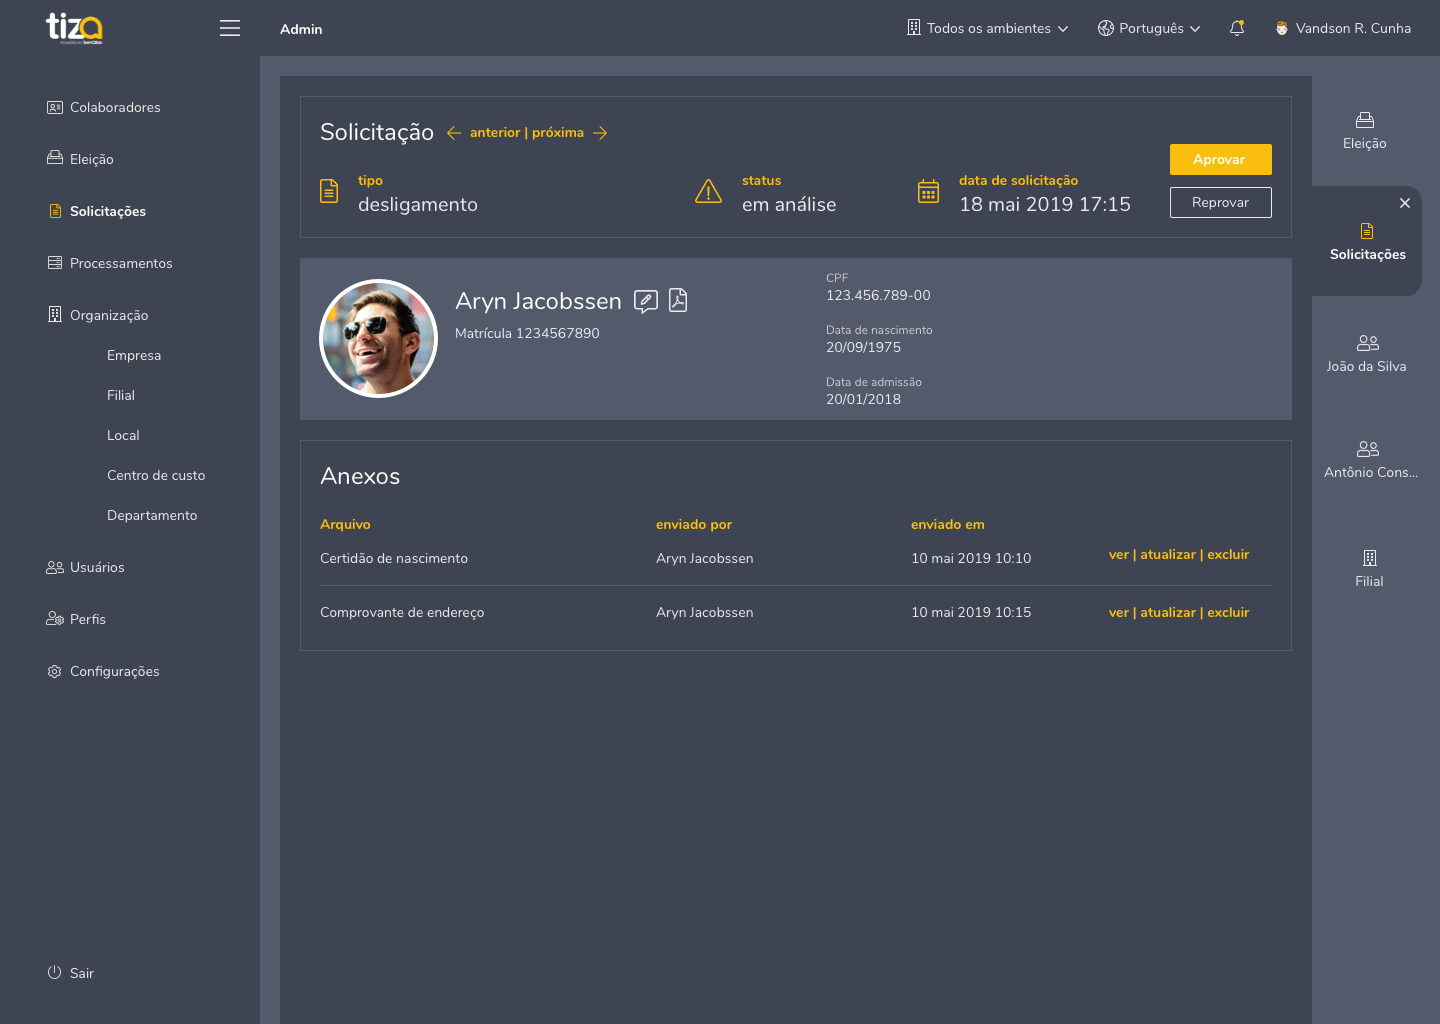 tiza
Admin
Todos os ambientes
Português
Vandson R. Cunha
Colaboradores
Eleição
Solicitações
Processamentos
Organização
Empresa
Filial
Local
Centro de custo
Departamento
Usuários
Perfis
Configurações
Sair
Solicitação
anterior | próxima
tipo
desligamento
status
em análise
data de solicitação
18 mai 2019 17:15
Aprovar
Reprovar
Aryn Jacobssen
Matrícula 1234567890
CPF
123.456.789-00
Data de nascimento
20/09/1975
Data de admissão
20/01/2018
Anexos
Arquivo enviado por enviado em
Certidão de nascimento Aryn Jacobssen 10 mai 2019 10:10 ver | atualizar | excluir
Comprovante de endereço Aryn Jacobssen 10 mai 2019 10:15 ver | atualizar | excluir
Eleição
Solicitações
João da Silva
Antônio Cons...
Filial